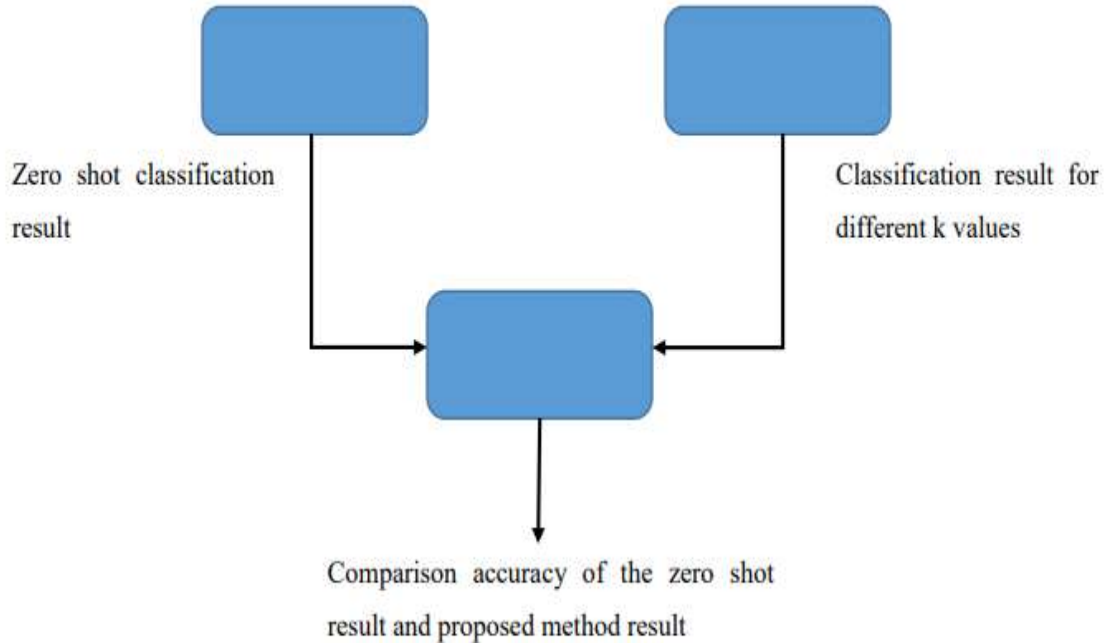 Zero shot classification
result
Classification result for
different k values
Comparison accuracy of the zero shot
result and proposed method result